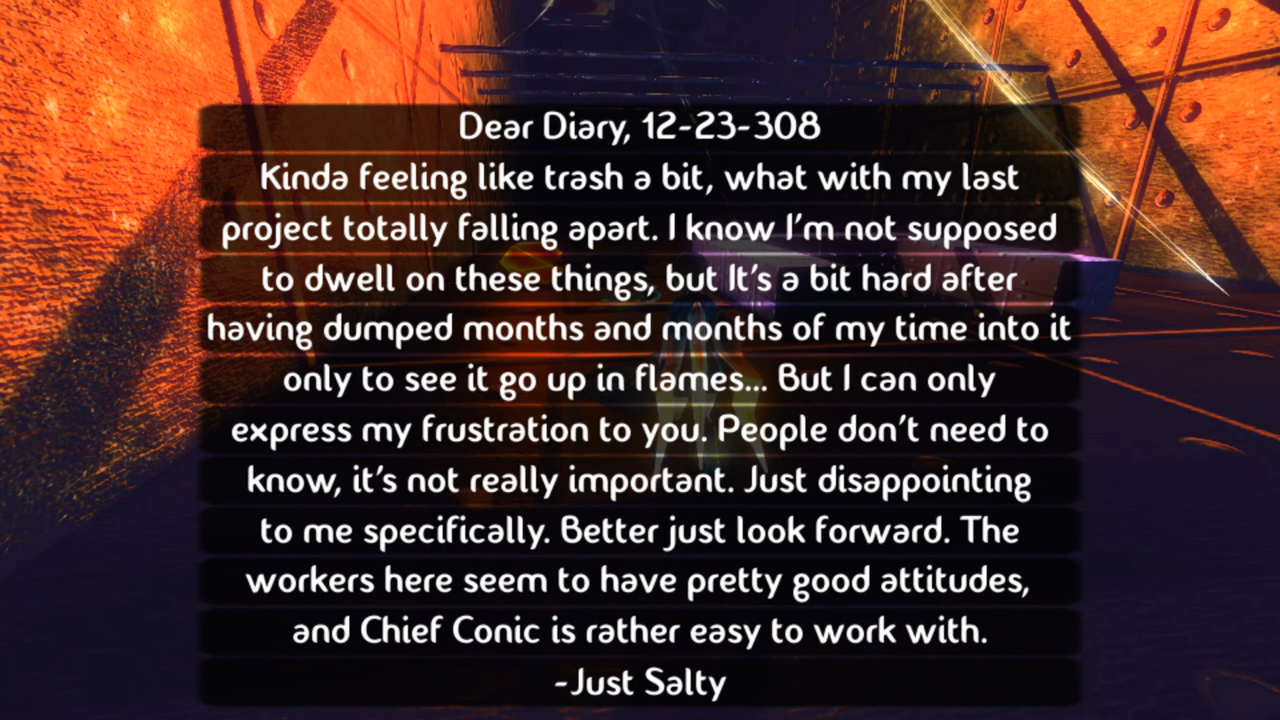 Dear Diary, 12-23-308
Kinda feeling like trash a bit, what with my last
project totally falling apart. I know I'm not supposed
to dwell on these things, but It's a bit hard after
having dumped months and months of my time into it
only to see it go up in flames... But I can only
express my frustration to you. People don't need to
know, it's not really important. Just disappointing
to me specifically. Better just look forward. The
workers here seem to have pretty good attitudes,
and Chief Conic is rather easy to work with.
-Just Salty